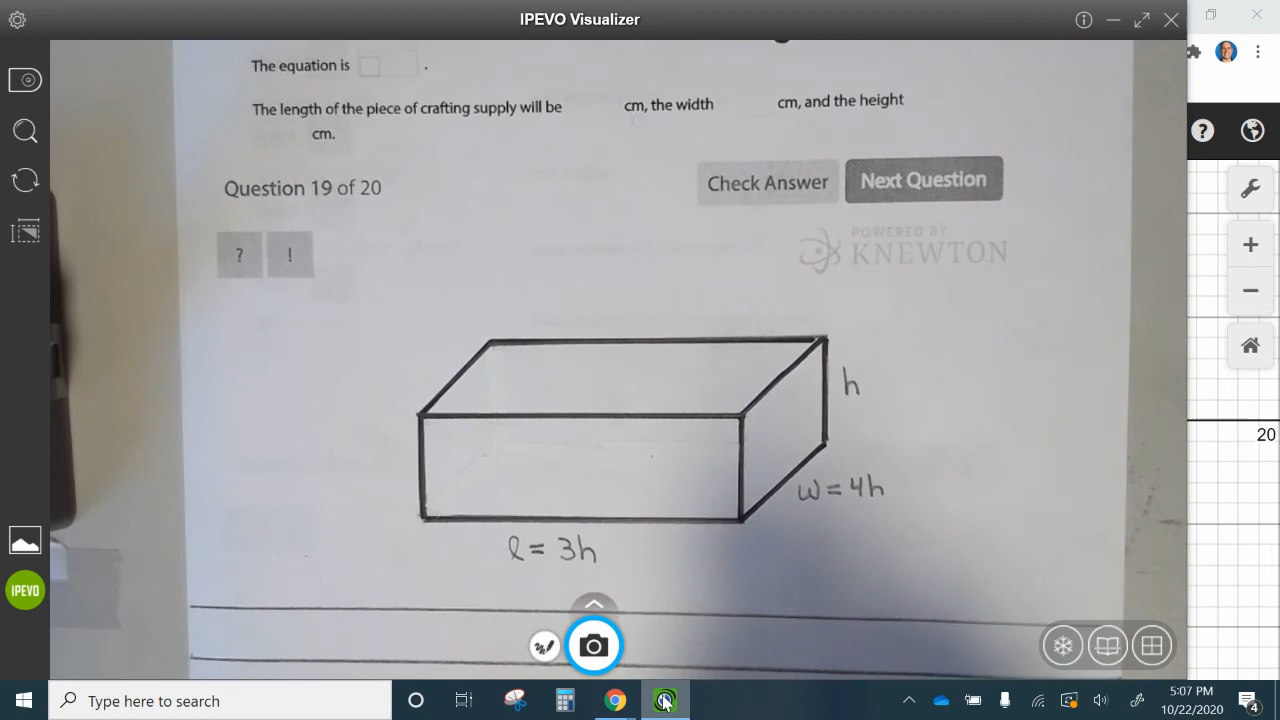 IPEVO Visualizer
The equation is .
The length of the piece of crafting supply will be cm, the width cm, and the height
cm.
Question 19 of 20
Check Answer
Next Question
? !
POWERED BY
KNEWTON
h
w = 4h
l = 3h
IPEVO
?
+
−
20
Type here to search
5:07 PM
10/22/2020
4